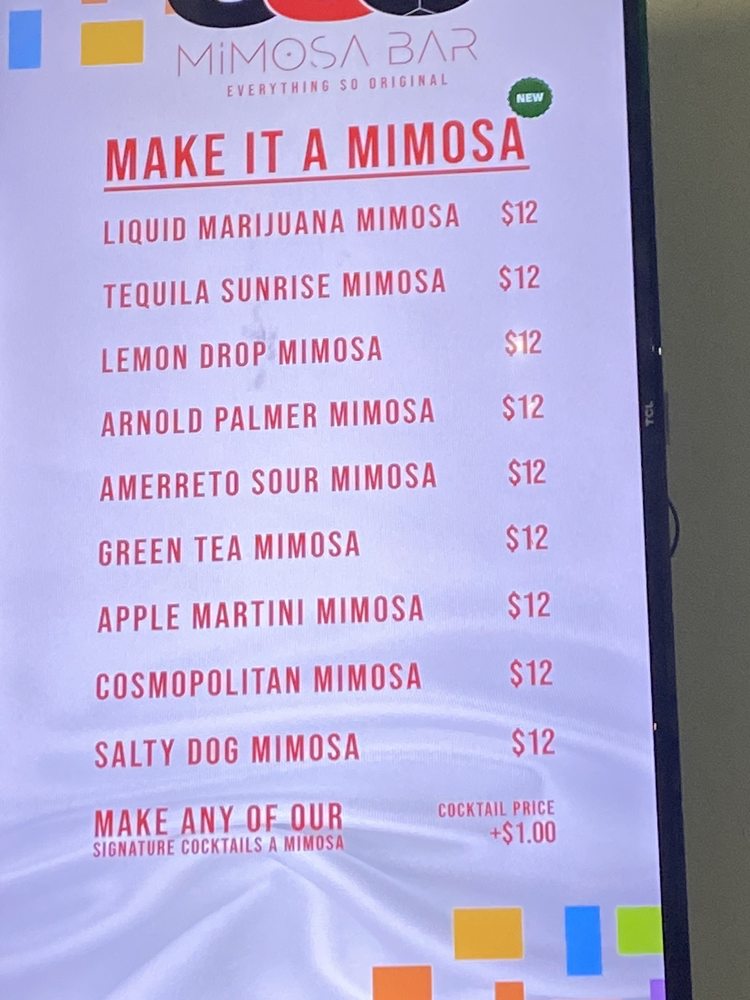 MiMOSA BAR
EVERYTHING SO ORIGINAL
NEW
MAKE IT A MIMOSA
LIQUID MARIJUANA MIMOSA $12
TEQUILA SUNRISE MIMOSA $12
LEMON DROP MIMOSA $12
ARNOLD PALMER MIMOSA $12
AMERRETO SOUR MIMOSA $12
GREEN TEA MIMOSA $12
APPLE MARTINI MIMOSA $12
COSMOPOLITAN MIMOSA $12
SALTY DOG MIMOSA $12
MAKE ANY OF OUR COCKTAIL PRICE
SIGNATURE COCKTAILS A MIMOSA +$1.00
TCL